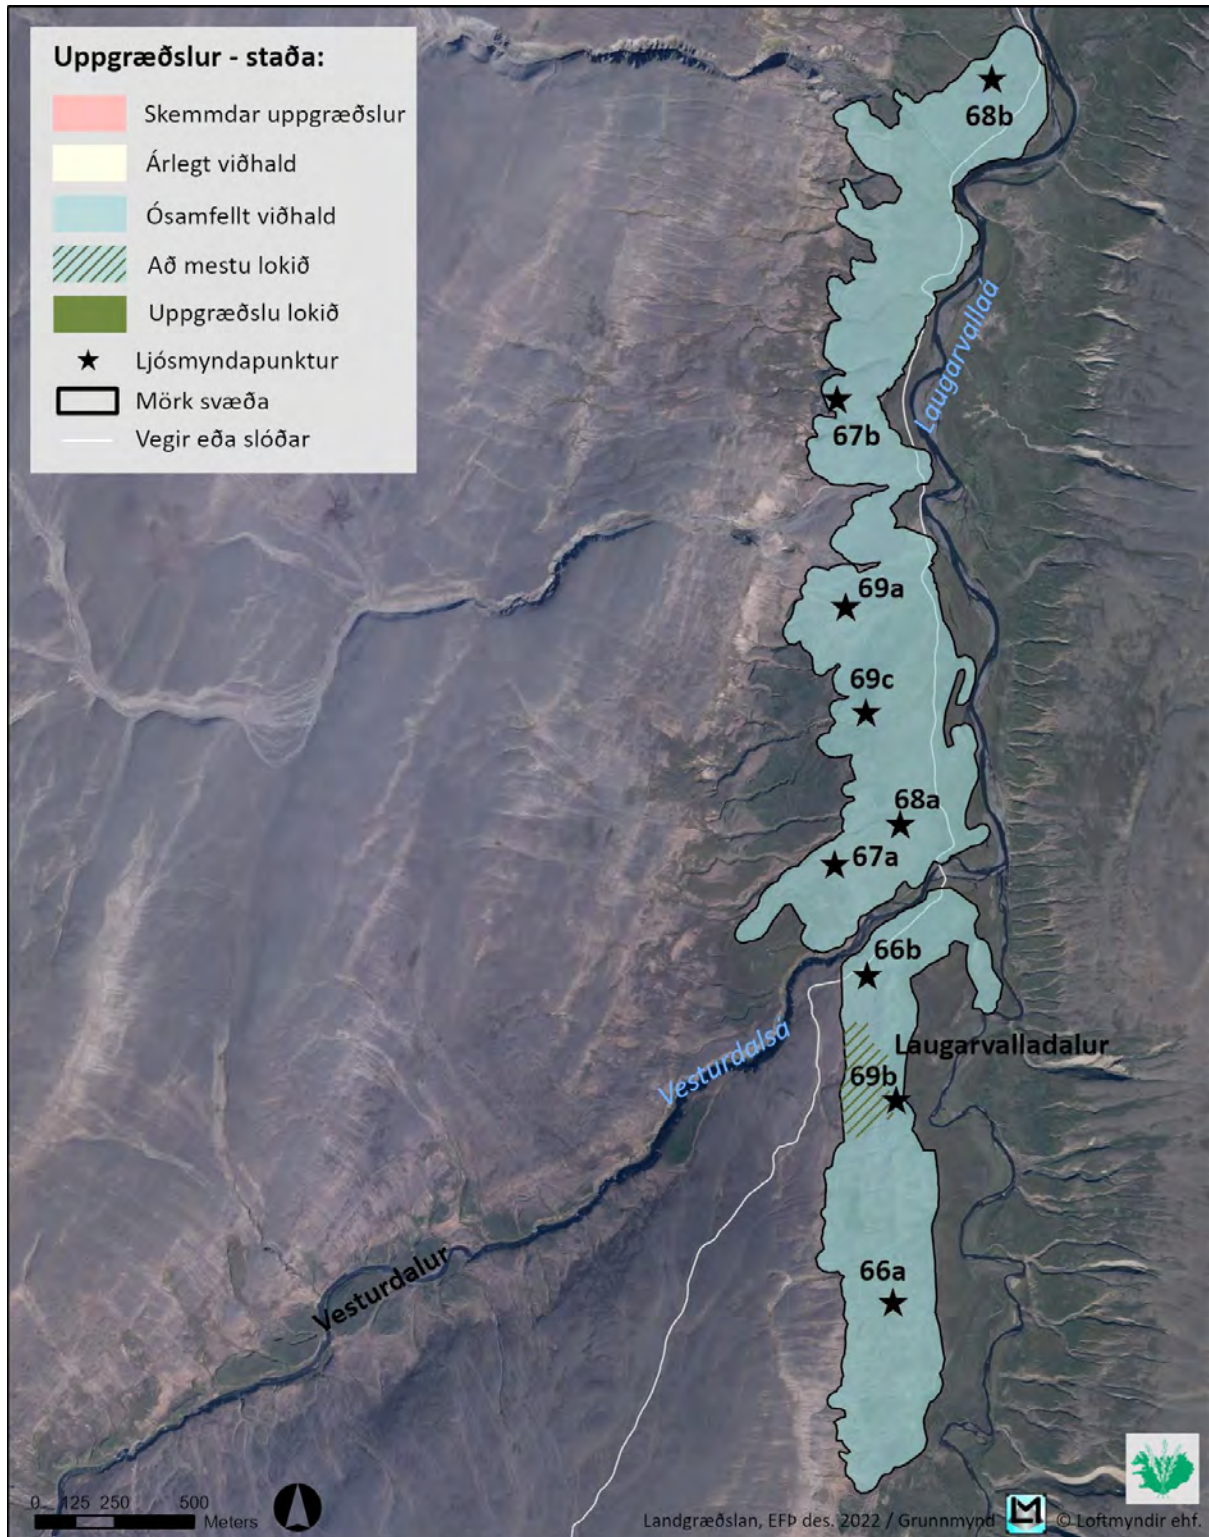 Uppgræðslur - staða:
Skemmdar uppgræðslur
Árlegt viðhald
Ósamfellt viðhald
Að mestu lokið
Uppgræðslu lokið
Ljósmyndapunktur
Mörk svæða
Vegir eða slóðar
68b
Laugarvallaá
67b
69a
69c
68a
67a
66b
Laugarvalladalur
Vesturdalsá
69b
66a
Vesturdalur
0 125 250 500
Meters
Landgræðslan, EFÞ des. 2022 / Grunnmynd LM © Loftmyndir ehf.